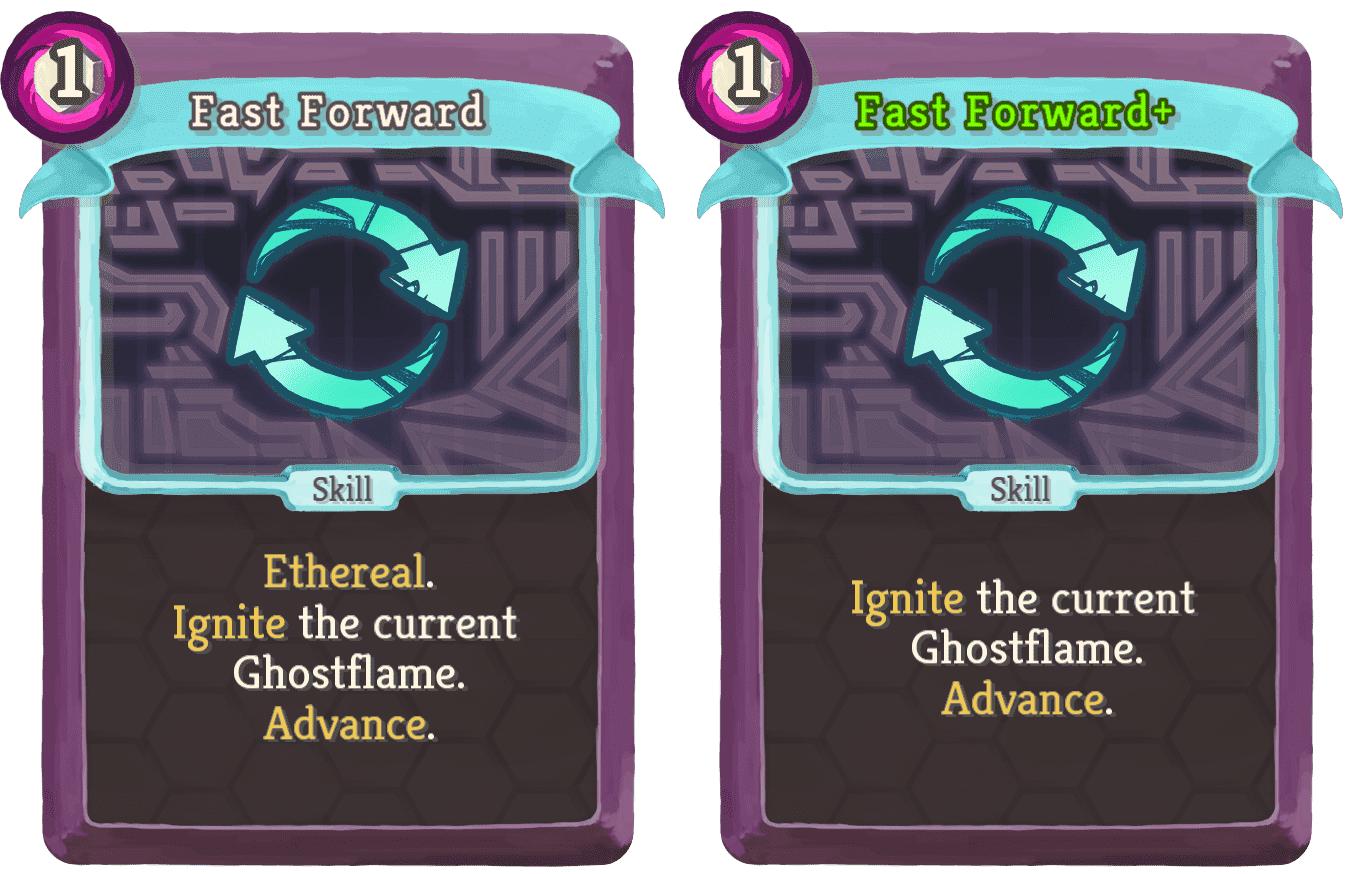 1
Fast Forward
Skill
Ethereal.
Ignite the current
Ghostflame.
Advance.
1
Fast Forward+
Skill
Ignite the current
Ghostflame.
Advance.